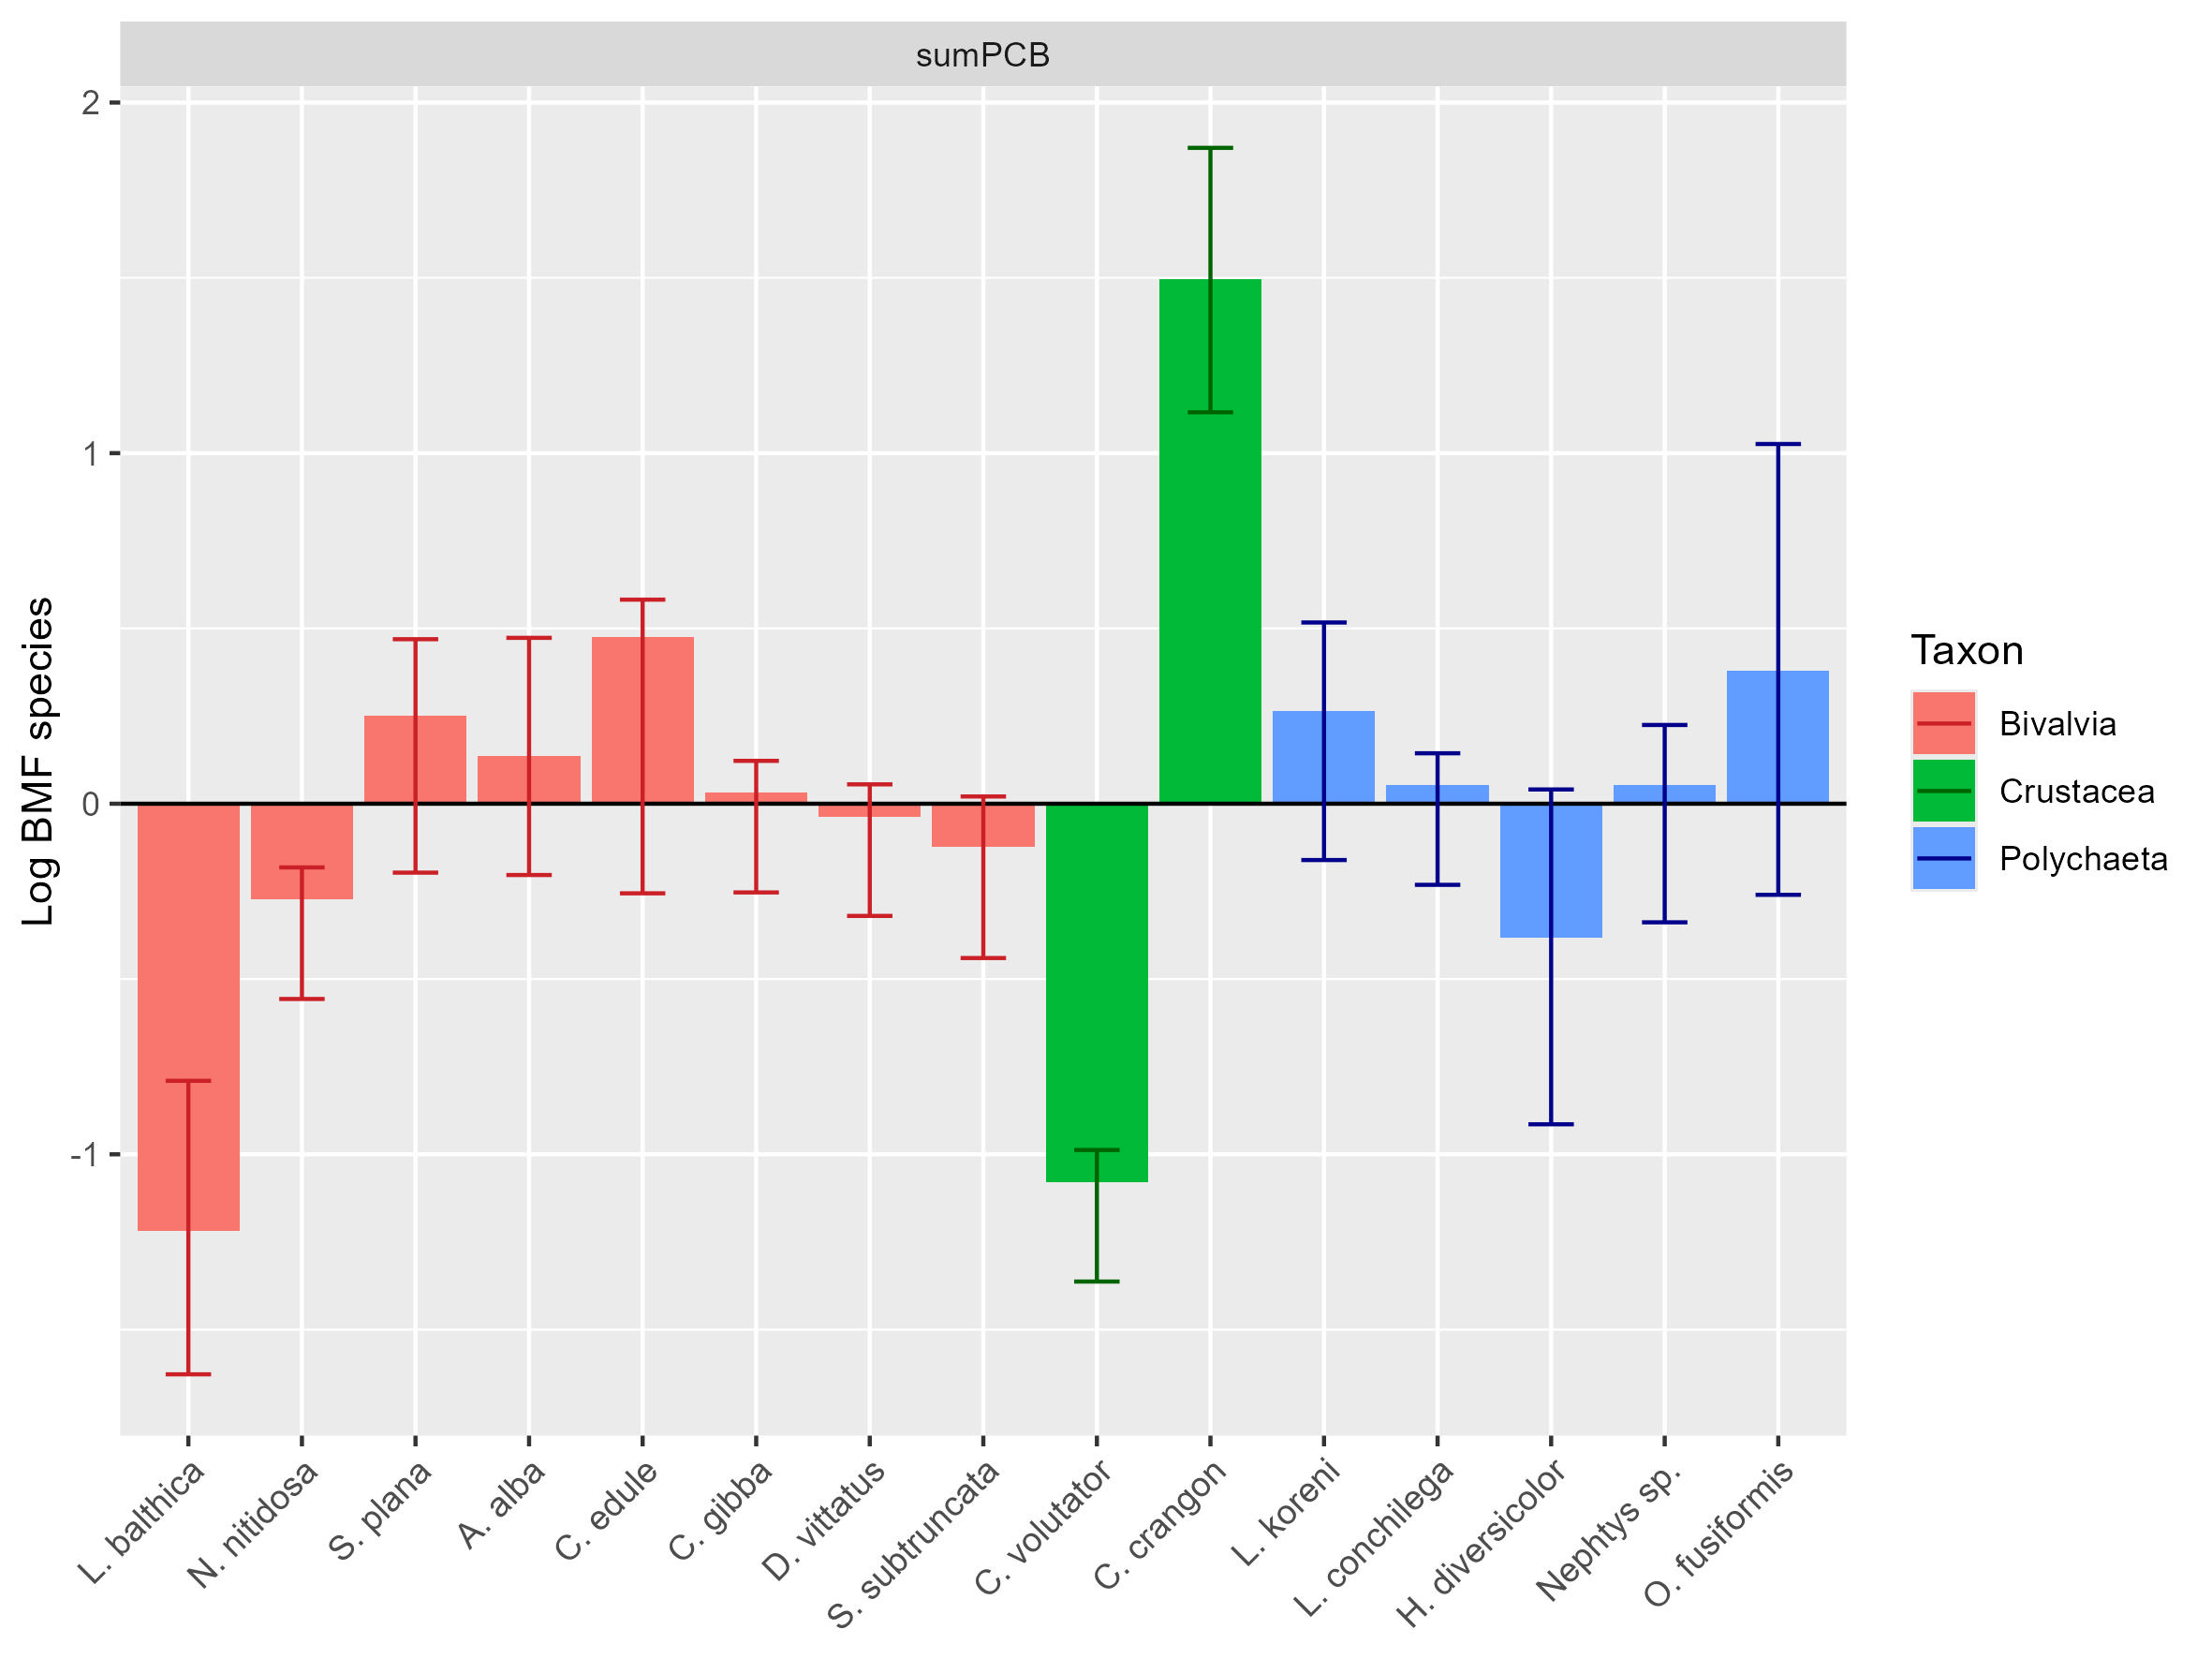 sumPCB
2
1
0
-1
Log BMF species
L. balthica
N. nitidosa
S. plana
A. alba
C. edule
C. gibba
D. vittatus
S. subtruncata
C. volutator
C. crangon
L. koreni
L. conchilega
H. diversicolor
Nephtys sp.
O. fusiformis
Taxon
Bivalvia
Crustacea
Polychaeta